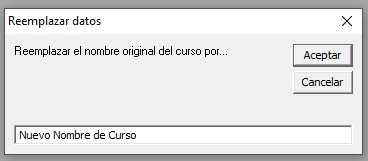 Reemplazar datos
Reemplazar el nombre original del curso por...
Aceptar
Cancelar
Nuevo Nombre de Curso